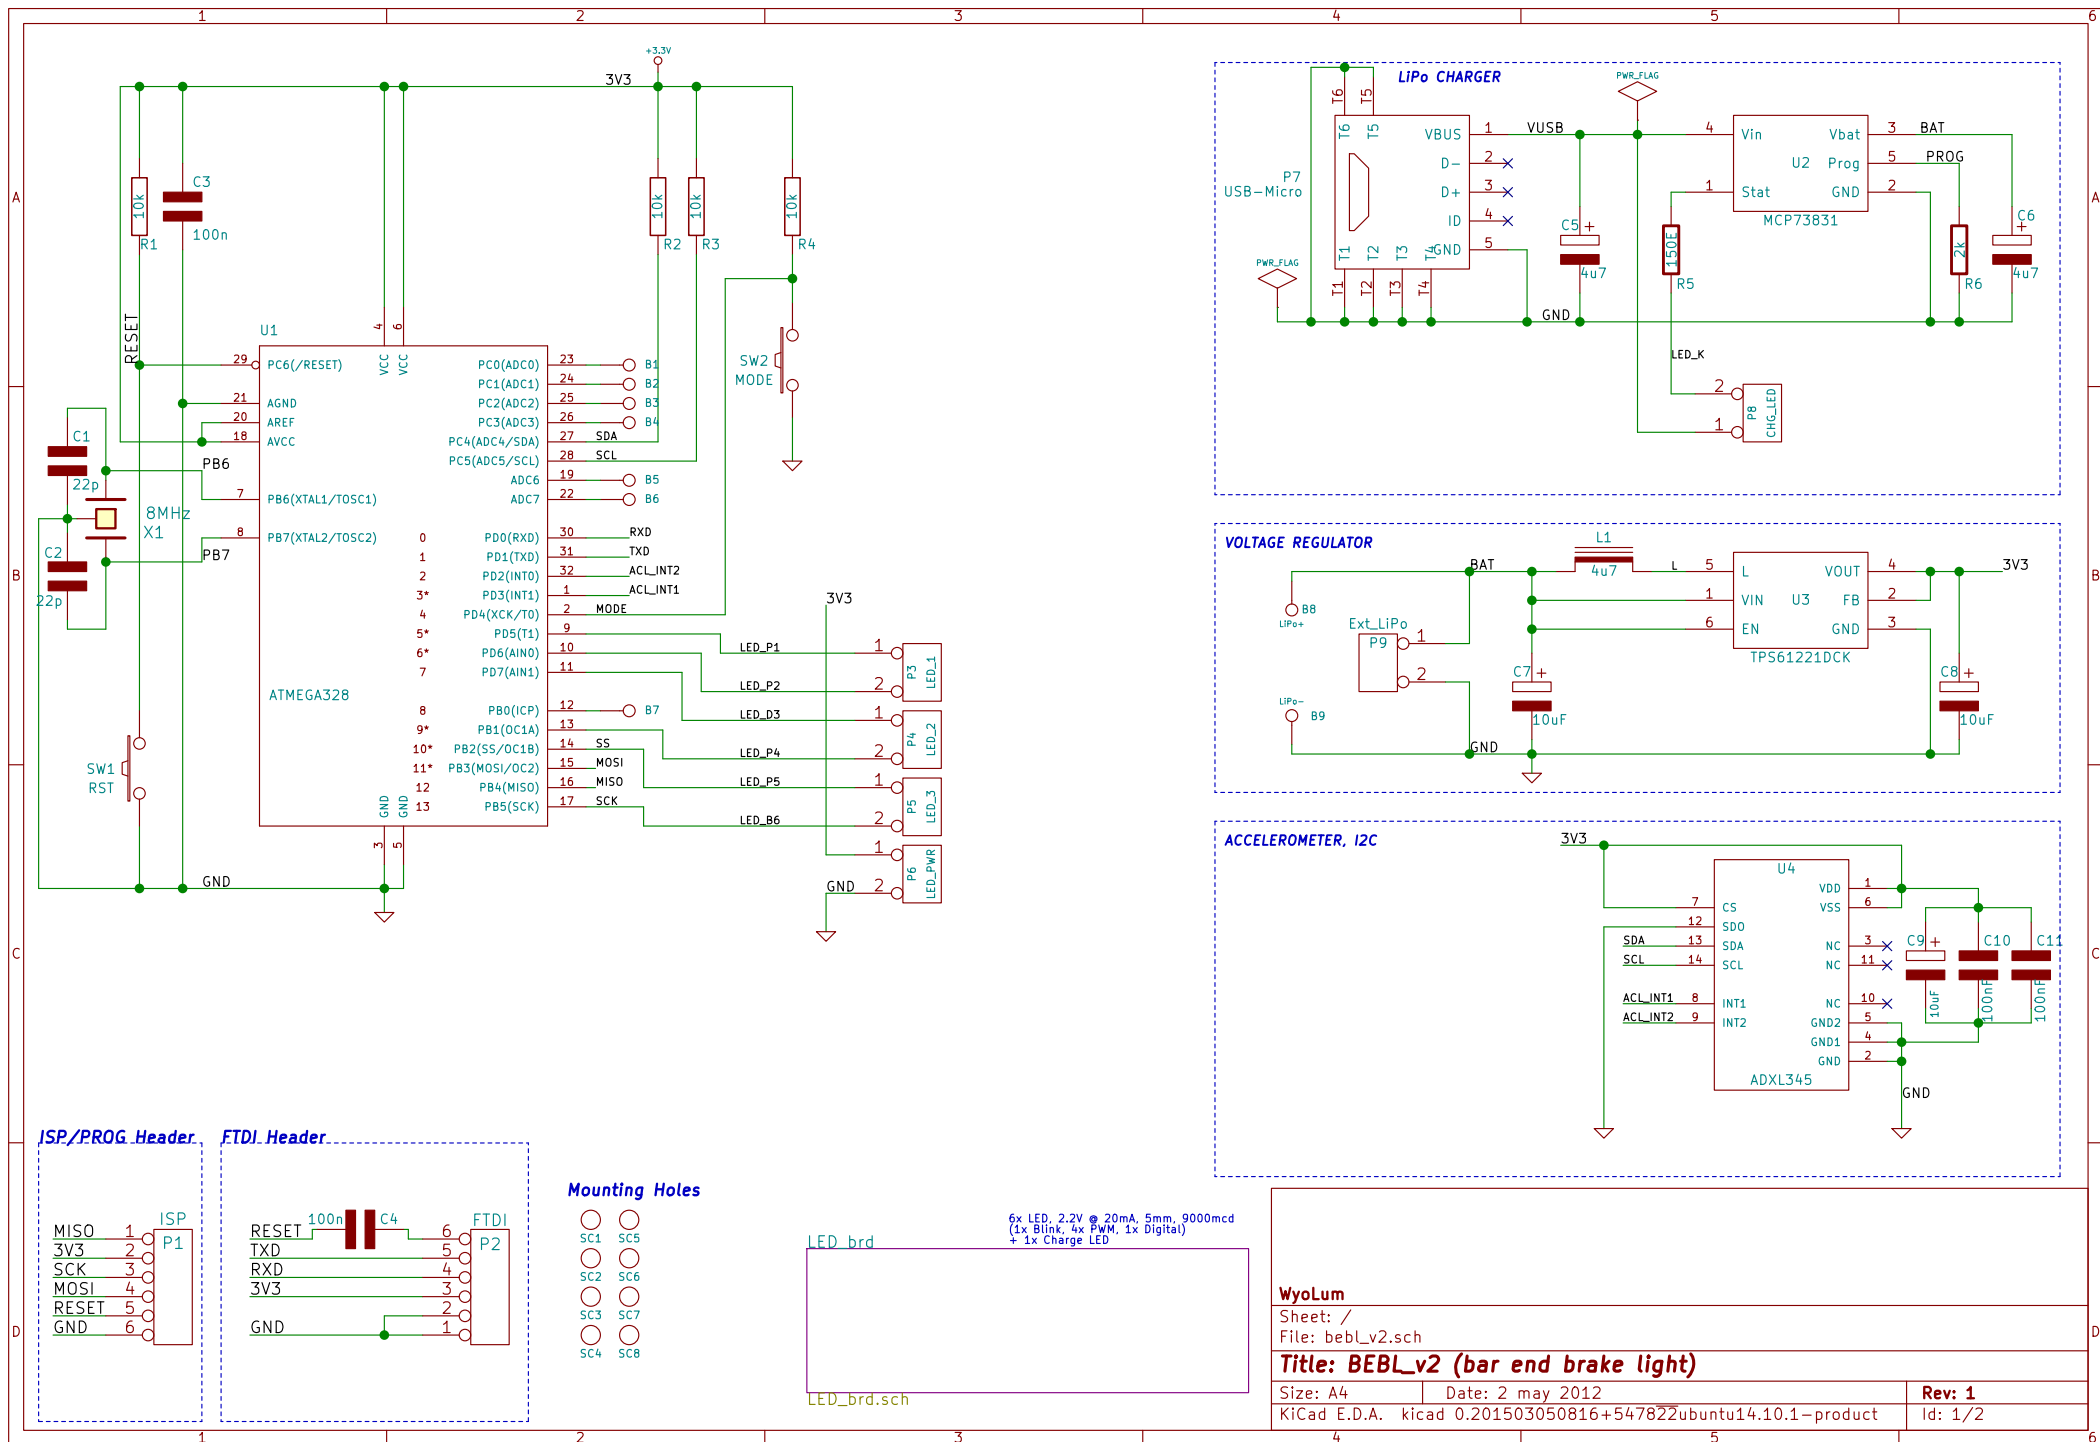 1 2 3 4 5 6
A
B
C
D
A
B
C
D
+3.3V
3V3
C3
100n
10k
R1
10k
R2
10k
R3
10k
R4
RESET
U1
4
VCC
6
VCC
29 PC6(/RESET)
21 AGND
20 AREF
18 AVCC
7 PB6(XTAL1/TOSC1)
8 PB7(XTAL2/TOSC2)
C1
22p
PB6
8MHz
X1
C2
22p
PB7
ATMEGA328
PC0(ADC0) 23 B1
PC1(ADC1) 24 B2
PC2(ADC2) 25 B3
PC3(ADC3) 26 B4
PC4(ADC4/SDA) 27 SDA
PC5(ADC5/SCL) 28 SCL
ADC6 19 B5
ADC7 22 B6
0 PD0(RXD) 30 RXD
1 PD1(TXD) 31 TXD
2 PD2(INT0) 32 ACL_INT2
3* PD3(INT1) 1 ACL_INT1
4 PD4(XCK/T0) 2 MODE
5* PD5(T1) 9
6* PD6(AIN0) 10
7 PD7(AIN1) 11
8 PB0(ICP) 12 B7
9* PB1(OC1A) 13
10* PB2(SS/OC1B) 14 SS
11* PB3(MOSI/OC2) 15 MOSI
12 PB4(MISO) 16 MISO
13 PB5(SCK) 17 SCK
GND
3
GND
5
SW1
RST
GND
SW2
MODE
3V3
LED_P1 1
LED_P2 2
P3
LED_1
LED_D3 1
LED_P4 2
P4
LED_2
LED_P5 1
LED_B6 2
P5
LED_3
1
GND 2
P6
LED_PWR
LiPo CHARGER
PWR_FLAG
T6
T5
T6
T5
P7
USB-Micro
VBUS 1 VUSB
D- 2
D+ 3
ID 4
GND 5
T1 T2 T3 T4
T1 T2 T3 T4
PWR_FLAG
GND
C5 +
4u7
4 Vin
1 Stat
U2
Vbat 3 BAT
Prog 5 PROG
GND 2
MCP73831
150E
R5
2k
R6
C6
+
4u7
LED_K
2
1
P8
CHG_LED
VOLTAGE REGULATOR
B8
LiPo+
LiPo-
B9
BAT
Ext_LiPo
P9
1
2
GND
L1
4u7
L
5 L
1 VIN
6 EN
U3
VOUT 4 3V3
FB 2
GND 3
TPS61221DCK
C7 +
10uF
C8 +
10uF
ACCELEROMETER, I2C
3V3
U4
7 CS
12 SDO
SDA 13 SDA
SCL 14 SCL
ACL_INT1 8 INT1
ACL_INT2 9 INT2
VDD 1
VSS 6
NC 3
NC 11
NC 10
GND2 5
GND1 4
GND 2
ADXL345
C9 +
10uF
C10
100nF
C11
100nF
GND
ISP/PROG Header
ISP
P1
MISO 1
3V3 2
SCK 3
MOSI 4
RESET 5
GND 6
FTDI Header
100n C4
FTDI
P2
RESET 6
TXD 5
RXD 4
3V3 3
2
GND 1
Mounting Holes
SC1 SC5
SC2 SC6
SC3 SC7
SC4 SC8
6x LED, 2.2V @ 20mA, 5mm, 9000mcd
(1x Blink, 4x PWM, 1x Digital)
+ 1x Charge LED
LED_brd
LED_brd.sch
WyoLum
Sheet: /
File: bebl_v2.sch
Title: BEBL_v2 (bar end brake light)
Size: A4 Date: 2 may 2012 Rev: 1
KiCad E.D.A. kicad 0.201503050816+547822ubuntu14.10.1-product Id: 1/2
1 2 3 4 5 6